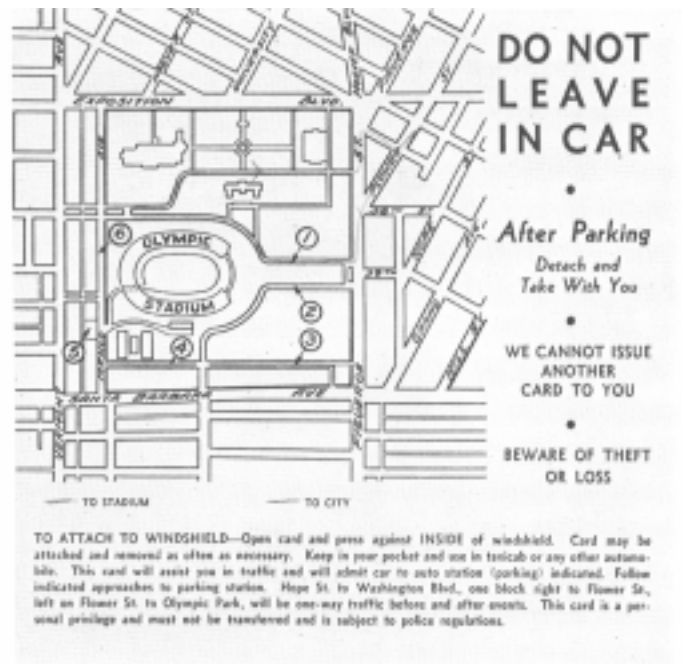 DO NOT
LEAVE
IN CAR
After Parking
Detach and
Take With You
WE CANNOT ISSUE
ANOTHER
CARD TO YOU
BEWARE OF THEFT
OR LOSS
EXPOSITION BLVD.
6
OLYMPIC
STADIUM
1
2
3
4
5
SANTA BARBARA AVE
FIGUEROA
TO STADIUM
TO CITY
TO ATTACH TO WINDSHIELD—Open card and press against INSIDE of windshield. Card may be
attached and removed as often as necessary. Keep in your pocket and use in taxicab or any other automo-
bile. This card will assist you in traffic and will admit car to auto station (parking) indicated. Follow
indicated approaches to parking station. Hope St. to Washington Blvd., one block right to Flower St.,
left on Flower St. to Olympic Park, will be one-way traffic before and after events. This card is a per-
sonal privilege and must not be transferred and is subject to police regulations.